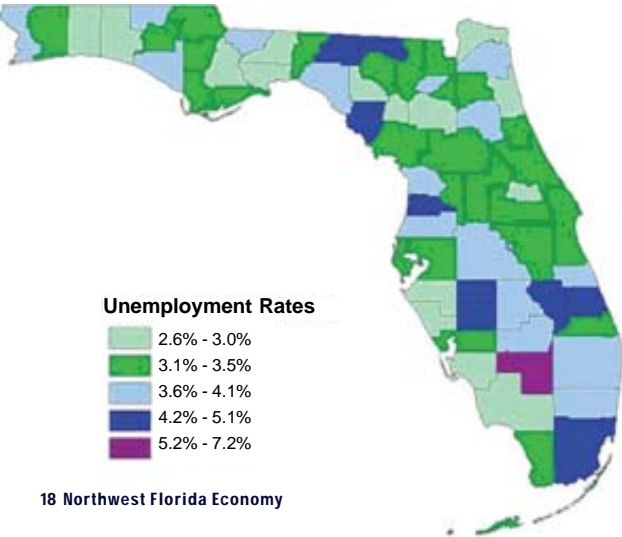 Unemployment Rates
2.6% - 3.0%
3.1% - 3.5%
3.6% - 4.1%
4.2% - 5.1%
5.2% - 7.2%
18 Northwest Florida Economy